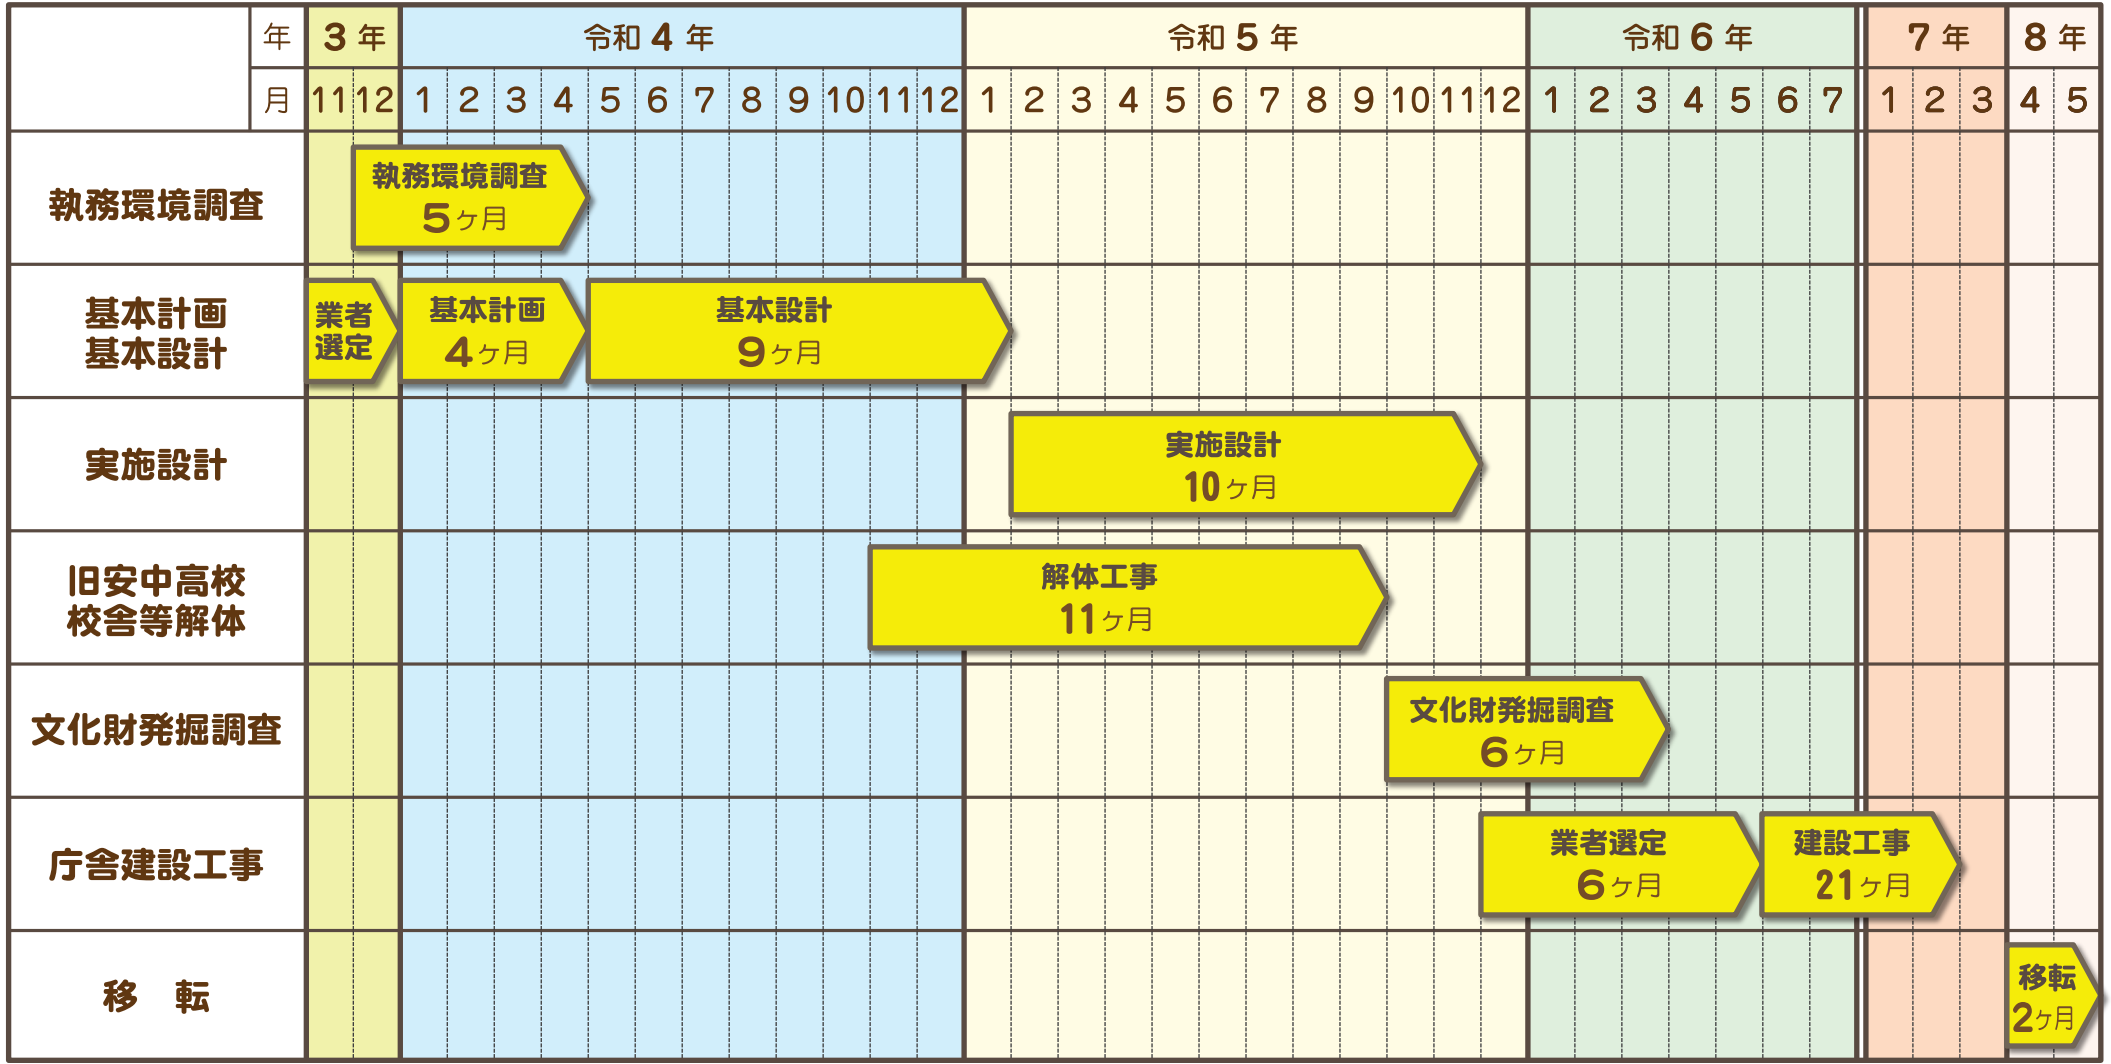 年 3 年 令和 4 年 令和 5 年 令和 6 年 7 年 8 年
月 11 12 1 2 3 4 5 6 7 8 9 10 11 12 1 2 3 4 5 6 7 8 9 10 11 12 1 2 3 4 5 6 7 1 2 3 4 5
執務環境調査
執務環境調査
5ヶ月
基本計画
基本設計
業者
選定
基本計画
4ヶ月
基本設計
9ヶ月
実施設計
実施設計
10ヶ月
旧安中高校
校舎等解体
解体工事
11ヶ月
文化財発掘調査
文化財発掘調査
6ヶ月
庁舎建設工事
業者選定
6ヶ月
建設工事
21ヶ月
移　転
移転
2ヶ月